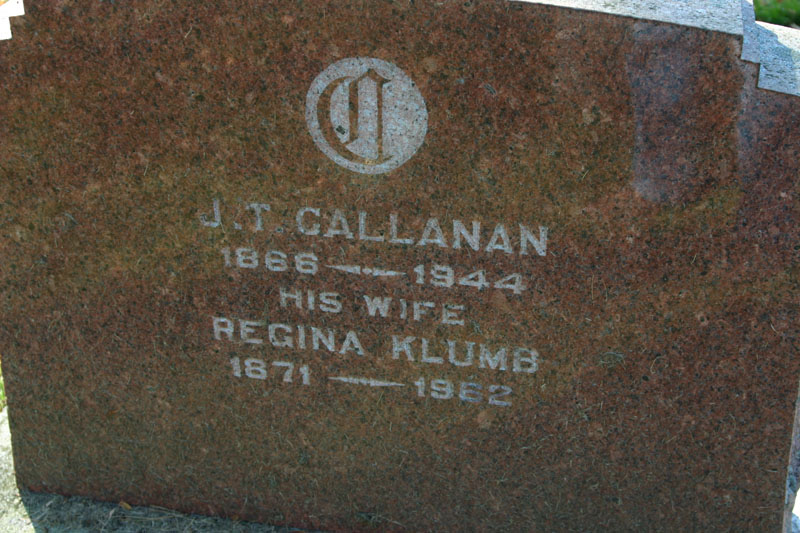 C
J.T. CALLANAN
1866 — 1944
HIS WIFE
REGINA KLUMB
1871 — 1962